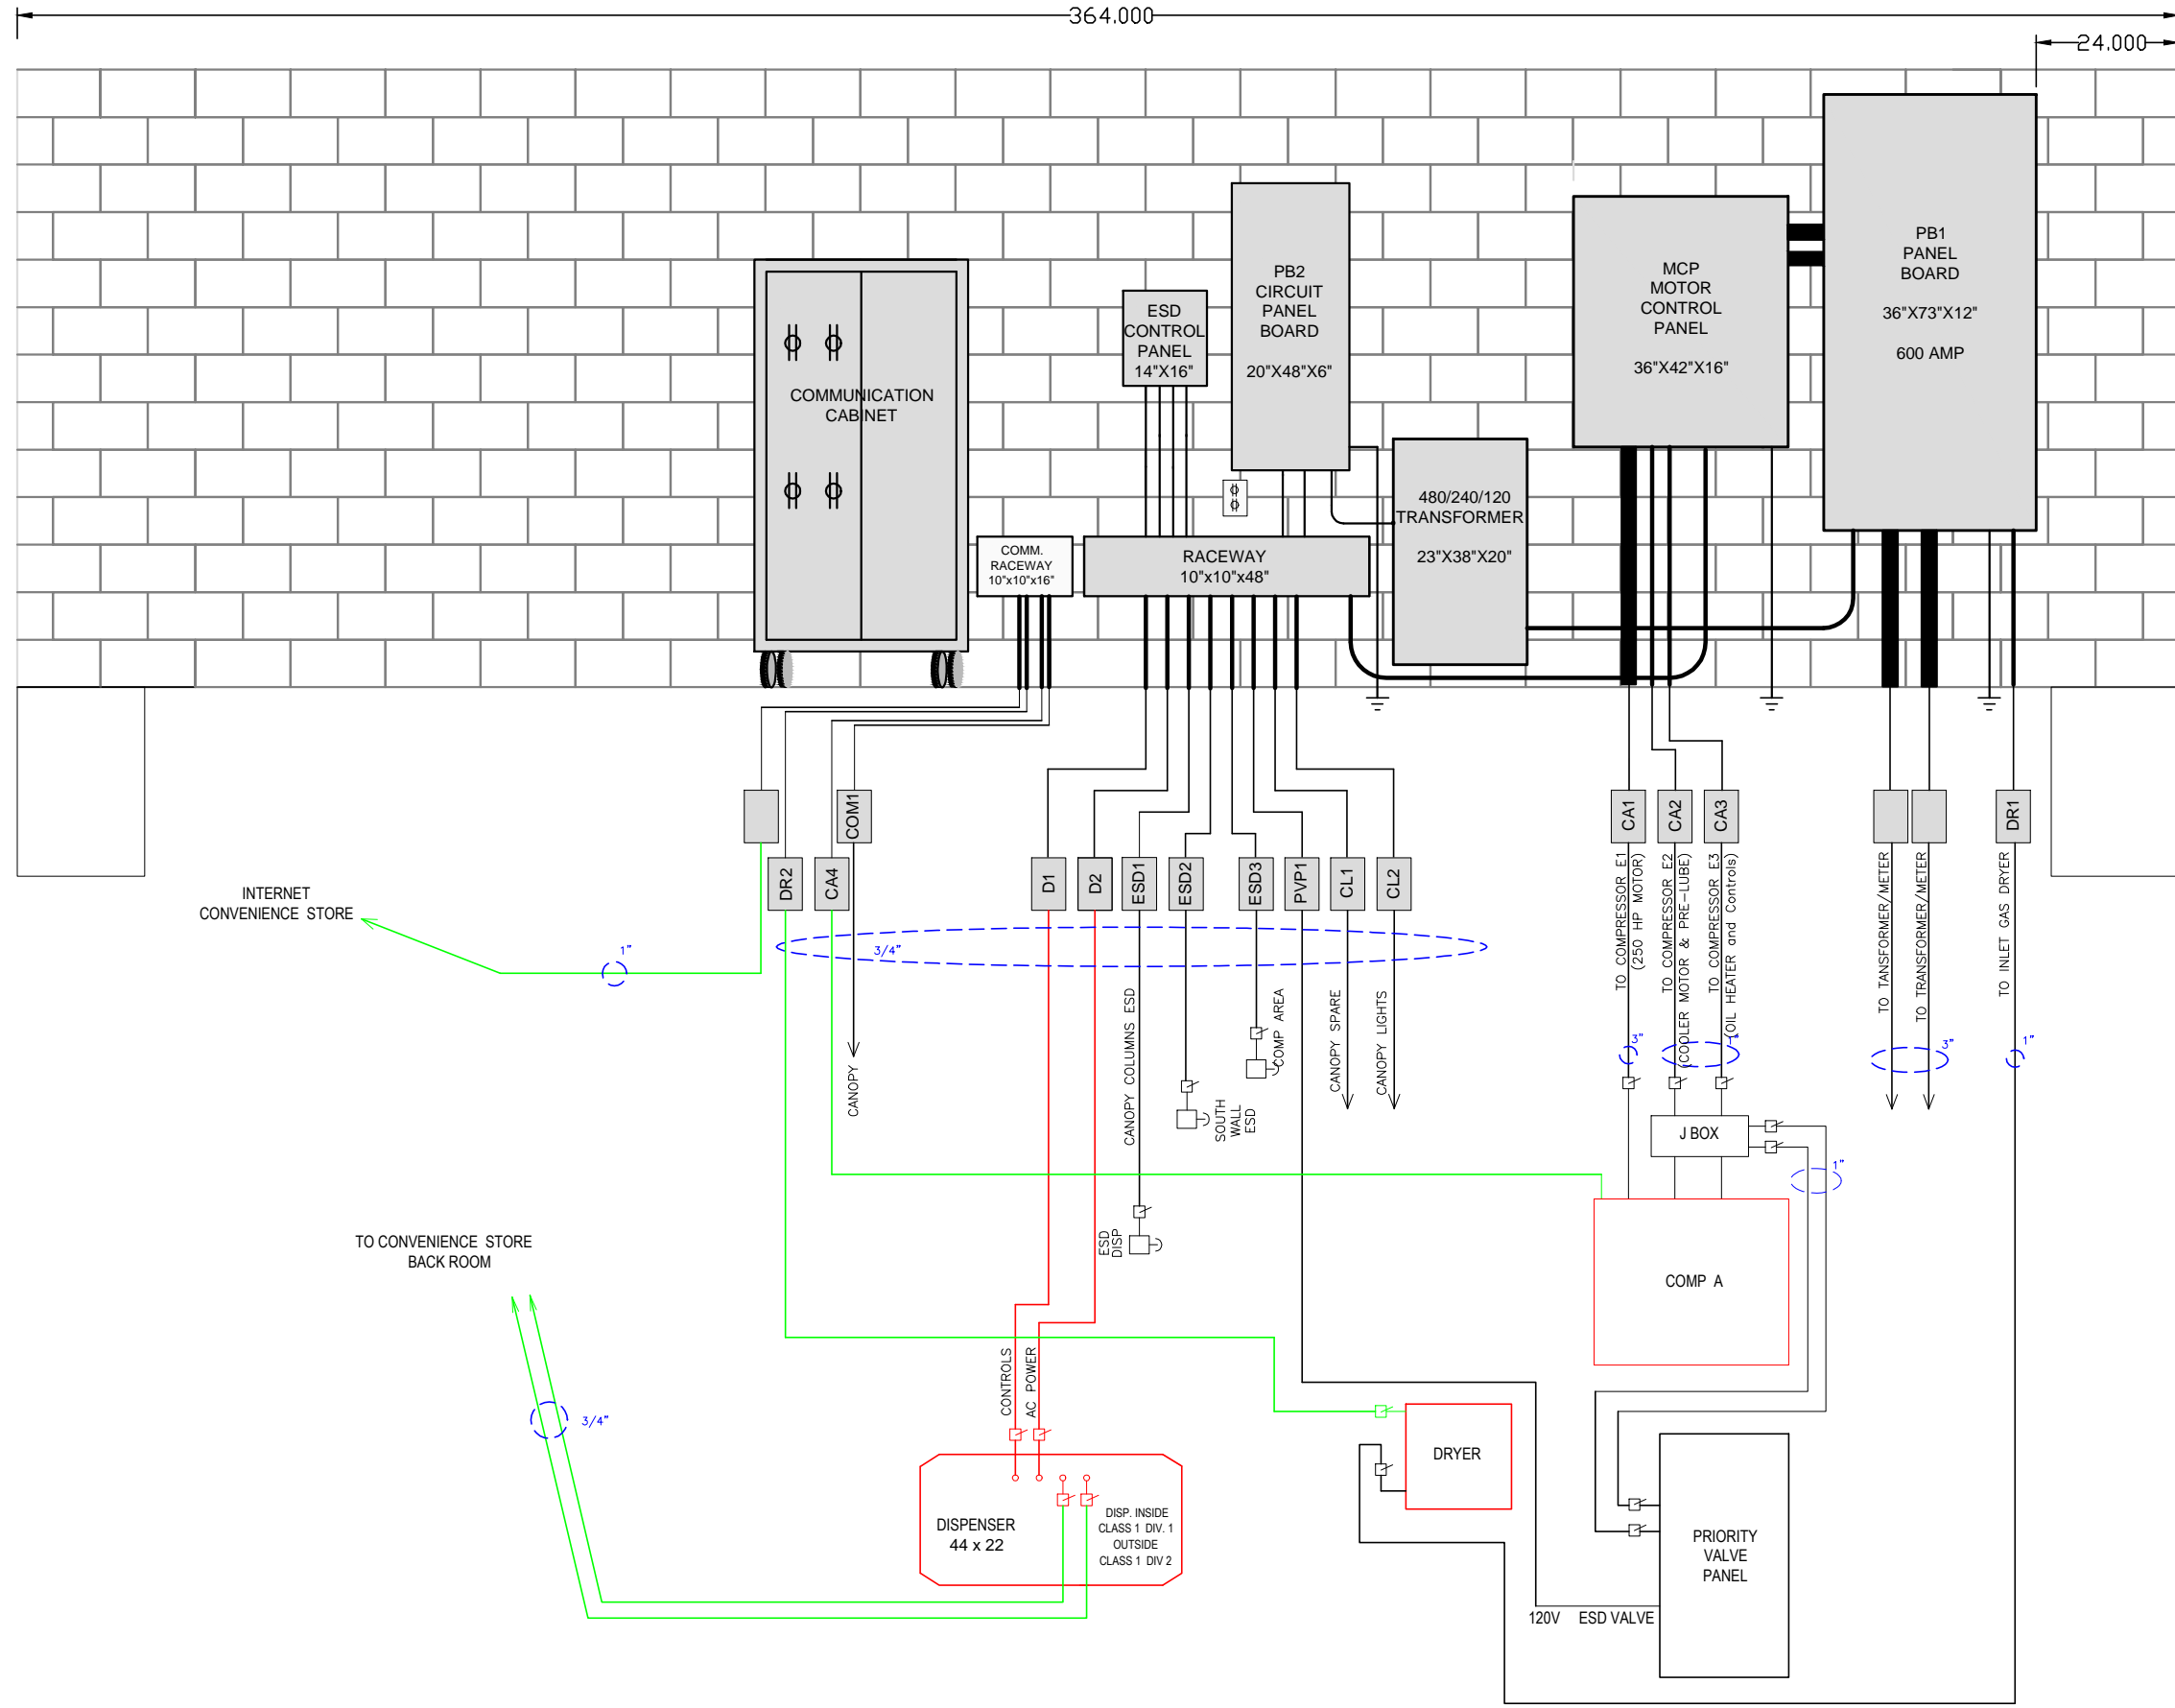 364.000
24.000
PB1
PANEL
BOARD
36"X73"X12"
600 AMP
MCP
MOTOR
CONTROL
PANEL
36"X42"X16"
PB2
CIRCUIT
PANEL
BOARD
20"X48"X6"
ESD
CONTROL
PANEL
14"X16"
COMMUNICATION
CABINET
480/240/120
TRANSFORMER
23"X38"X20"
COMM.
RACEWAY
10"x10"x16"
RACEWAY
10"x10"x48"
COM1
CA1
CA2
CA3
DR1
DR2
CA4
D1
D2
ESD1
ESD2
ESD3
PVP1
CL1
CL2
INTERNET
CONVENIENCE STORE
1"
3/4"
TO COMPRESSOR E1
(250 HP MOTOR)
TO COMPRESSOR E2
(COOLER MOTOR & PRE-LUBE)
TO COMPRESSOR E3
(OIL HEATER and Controls)
TO TANSFORMER/METER
TO TRANSFORMER/METER
TO INLET GAS DRYER
3"
1"
3"
1"
CANOPY
CANOPY COLUMNS ESD
SOUTH
WALL
ESD
COMP AREA
CANOPY SPARE
CANOPY LIGHTS
J BOX
1"
ESD
DISP
TO CONVENIENCE STORE
BACK ROOM
COMP A
CONTROLS
AC POWER
3/4"
DRYER
DISPENSER
44 x 22
DISP. INSIDE
CLASS 1 DIV. 1
OUTSIDE
CLASS 1 DIV 2
PRIORITY
VALVE
PANEL
120V ESD VALVE